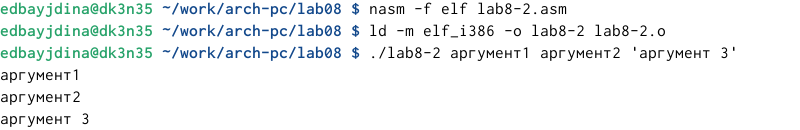 edbayjdina@dk3n35 ~/work/arch-pc/lab08 $ nasm -f elf lab8-2.asm
edbayjdina@dk3n35 ~/work/arch-pc/lab08 $ ld -m elf_i386 -o lab8-2 lab8-2.o
edbayjdina@dk3n35 ~/work/arch-pc/lab08 $ ./lab8-2 аргумент1 аргумент2 'аргумент 3'
аргумент1
аргумент2
аргумент 3